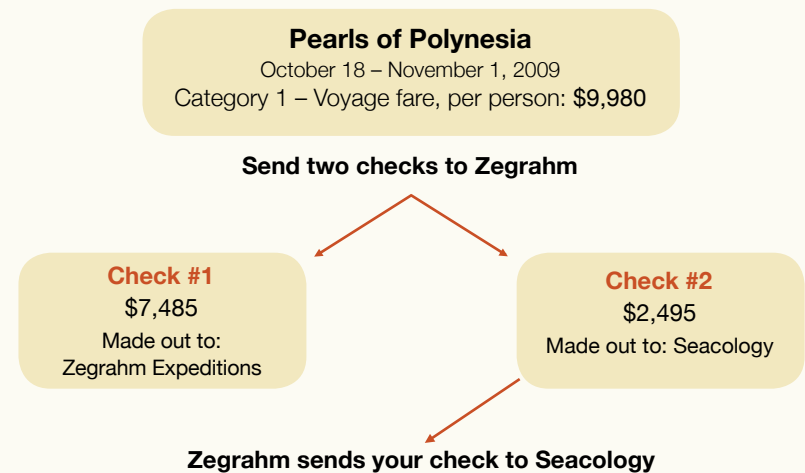 Pearls of Polynesia
October 18 – November 1, 2009
Category 1 – Voyage fare, per person: $9,980
Send two checks to Zegrahm
Check #1
$7,485
Made out to:
Zegrahm Expeditions
Check #2
$2,495
Made out to: Seacology
Zegrahm sends your check to Seacology